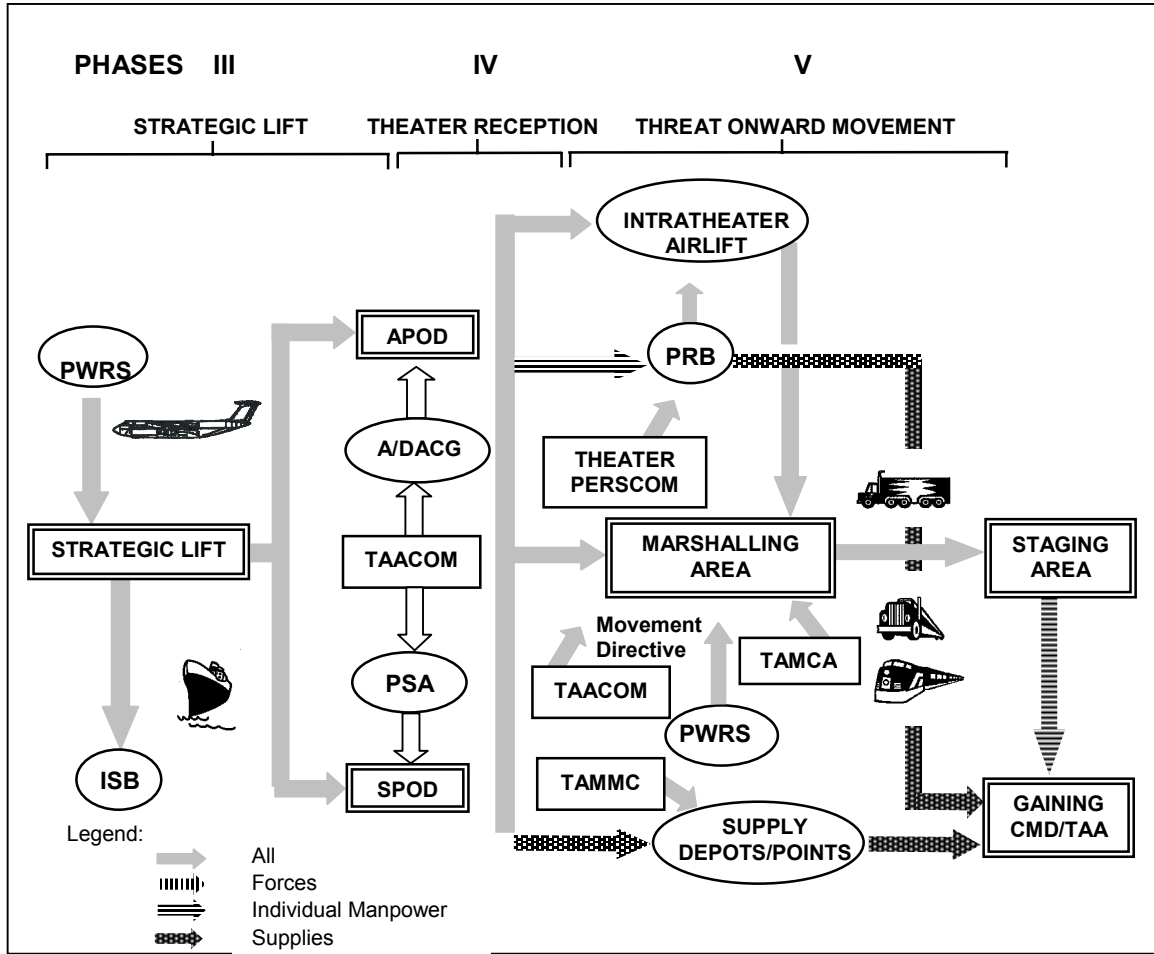 PHASES III IV V
STRATEGIC LIFT THEATER RECEPTION THREAT ONWARD MOVEMENT
INTRATHEATER
AIRLIFT
APOD
PRB
PWRS
A/DACG
THEATER
PERSCOM
STRATEGIC LIFT
TAACOM
MARSHALLING
AREA
STAGING
AREA
Movement
Directive
TAMCA
PSA
TAACOM
PWRS
ISB
SPOD
TAMMC
GAINING
CMD/TAA
SUPPLY
DEPOTS/POINTS
Legend:
All
Forces
Individual Manpower
Supplies